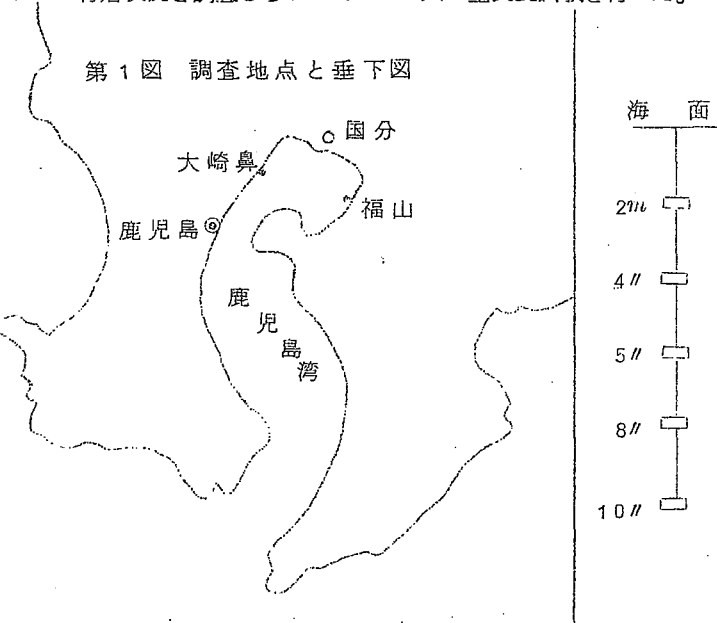 第1図 調査地点と垂下図
国分
大崎鼻
福山
鹿児島
鹿児島湾
海面
2m
4〃
5〃
8〃
10〃